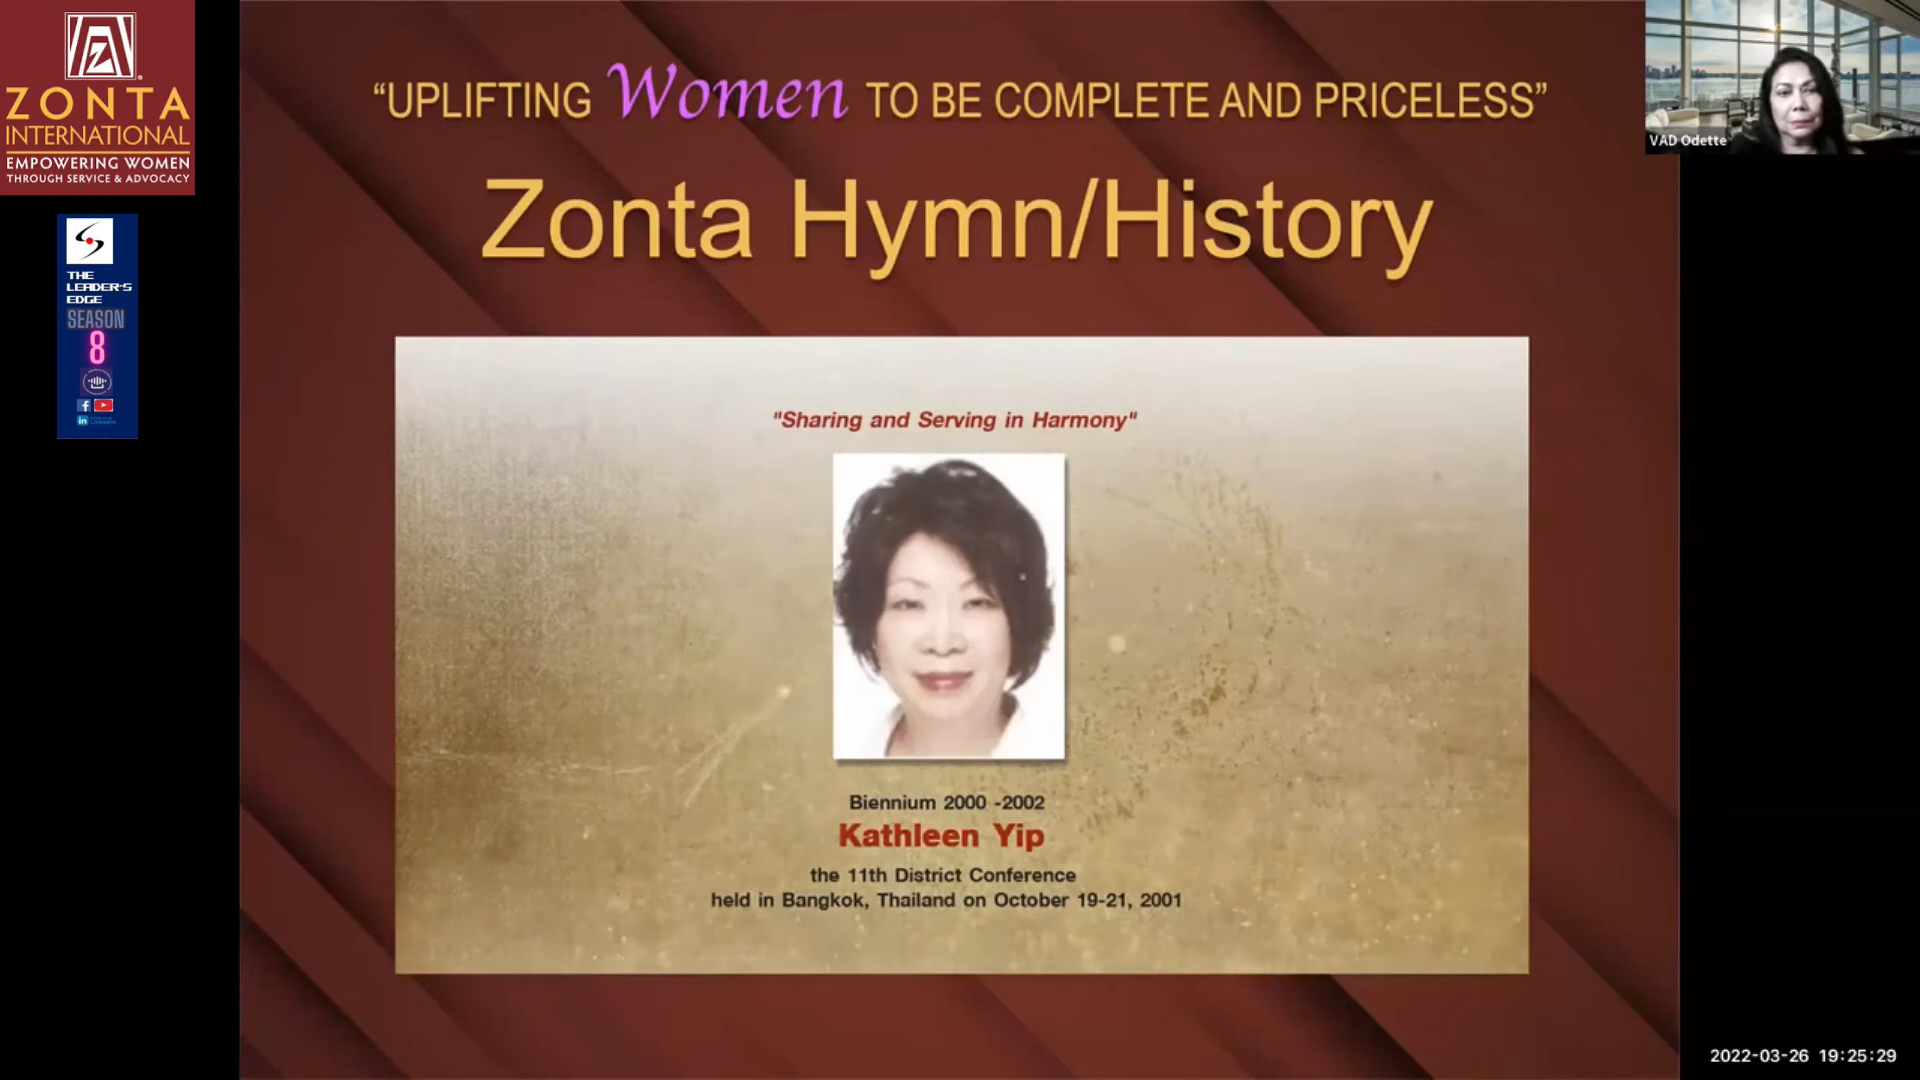 ZONTA
INTERNATIONAL
EMPOWERING WOMEN
THROUGH SERVICE & ADVOCACY
THE
LEADER'S
EDGE
SEASON
8
"UPLIFTING Women TO BE COMPLETE AND PRICELESS"
Zonta Hymn/History
"Sharing and Serving in Harmony"
Biennium 2000 -2002
Kathleen Yip
the 11th District Conference
held in Bangkok, Thailand on October 19-21, 2001
VAD Odette
2022-03-26 19:25:29